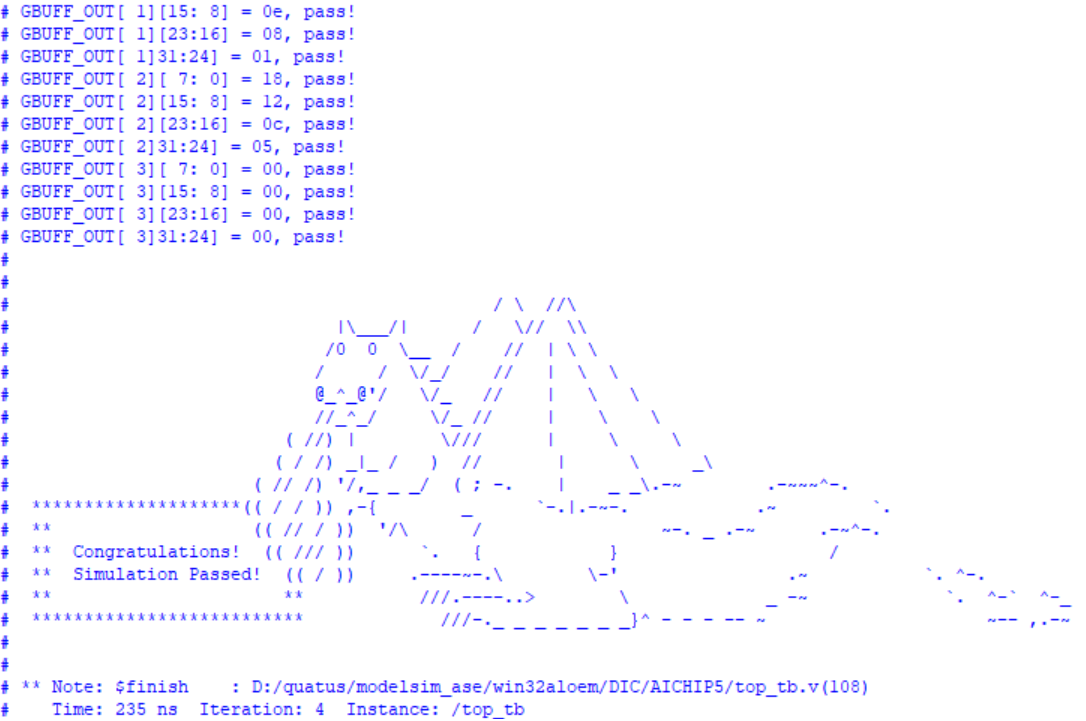 # GBUFF_OUT[ 1][15: 8] = 0e, pass!
# GBUFF_OUT[ 1][23:16] = 08, pass!
# GBUFF_OUT[ 1]31:24] = 01, pass!
# GBUFF_OUT[ 2][ 7: 0] = 18, pass!
# GBUFF_OUT[ 2][15: 8] = 12, pass!
# GBUFF_OUT[ 2][23:16] = 0c, pass!
# GBUFF_OUT[ 2]31:24] = 05, pass!
# GBUFF_OUT[ 3][ 7: 0] = 00, pass!
# GBUFF_OUT[ 3][15: 8] = 00, pass!
# GBUFF_OUT[ 3][23:16] = 00, pass!
# GBUFF_OUT[ 3]31:24] = 00, pass!
#
#
#                                               / \  //\
#                                |\___/|      /   \//  \\
#                               /0  0  \__  /    //  | \ \
#                              /     /  \/_/    //   |  \  \
#                              @_^_@'/   \/_   //    |   \   \
#                              //_^_/     \/_ //     |    \    \
#                           ( //) |        \///      |     \     \
#                          ( / /) _|_ /   )  //       |      \     _\
#                        ( // /) '/,_ _ _/  ( ; -.    |    _ _\.-~        .-~~~^-.
#  ********************(( / / )) ,-{        _      `-.|.-~-.           .~         `.
#  **                   (( // / ))  '/\      /                 ~-. _ .-~      .-~^-.
#  **  Congratulations!  (( /// ))      `.   {            }                   /
#  **  Simulation Passed!  (( / ))     .----~-.\        \-'                 .~           `. ^-.
#  **                      **           ///.----..>        \             _ -~             `.  ^-`  ^-_
#  **************************             ///-._ _ _ _ _ _ _}^ - - - -- ~                     ~-- ,.-~
#
#
# ** Note: $finish    : D:/quatus/modelsim_ase/win32aloem/DIC/AICHIP5/top_tb.v(108)
#    Time: 235 ns  Iteration: 4  Instance: /top_tb